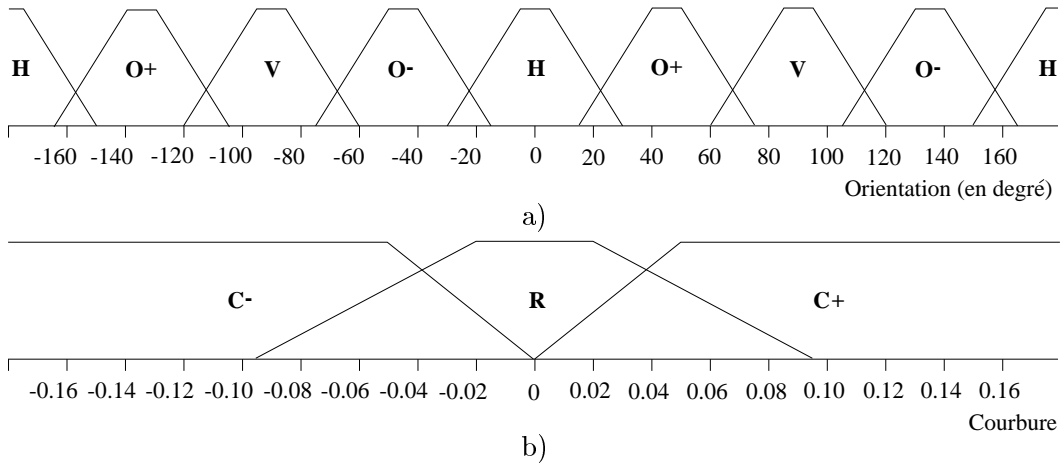 H O+ V O- H O+ V O- H
-160 -140 -120 -100 -80 -60 -40 -20 0 20 40 60 80 100 120 140 160
Orientation (en degré)
a)
C- R C+
-0.16 -0.14 -0.12 -0.10 -0.08 -0.06 -0.04 -0.02 0 0.02 0.04 0.06 0.08 0.10 0.12 0.14 0.16
Courbure
b)